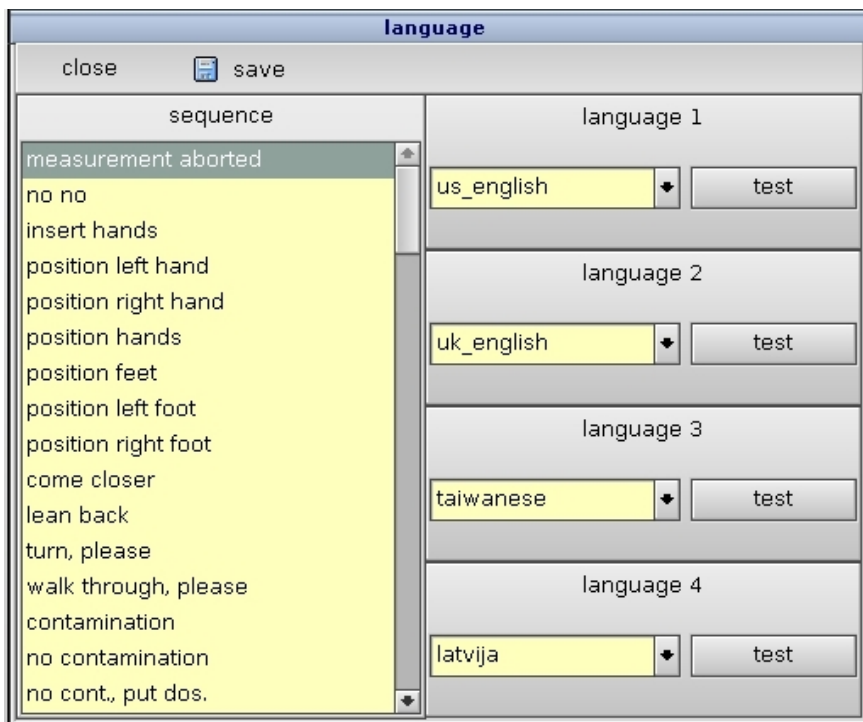 language
close save
sequence
measurement aborted
no no
insert hands
position left hand
position right hand
position hands
position feet
position left foot
position right foot
come closer
lean back
turn, please
walk through, please
contamination
no contamination
no cont., put dos.
language 1
us_english test
language 2
uk_english test
language 3
taiwanese test
language 4
latvija test